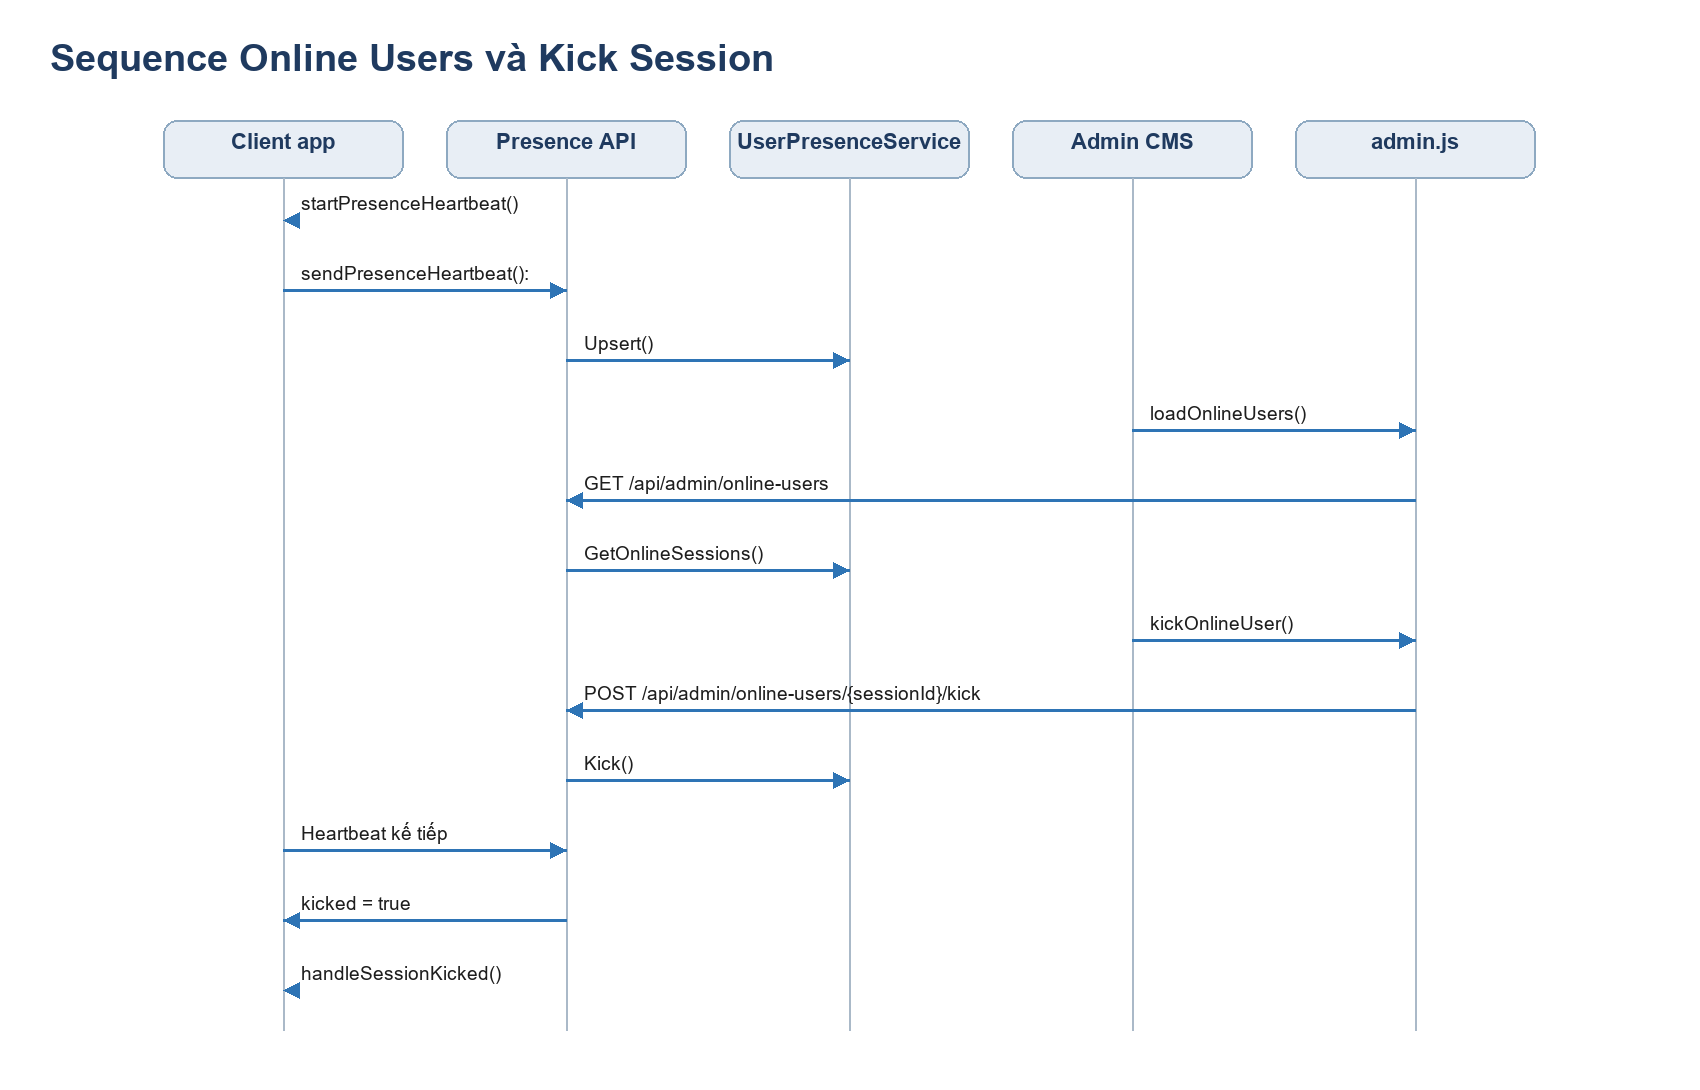 Sequence Online Users và Kick Session
Client app
Presence API
UserPresenceService
Admin CMS
admin.js
startPresenceHeartbeat()
sendPresenceHeartbeat():
Upsert()
loadOnlineUsers()
GET /api/admin/online-users
GetOnlineSessions()
kickOnlineUser()
POST /api/admin/online-users/{sessionId}/kick
Kick()
Heartbeat kế tiếp
kicked = true
handleSessionKicked()